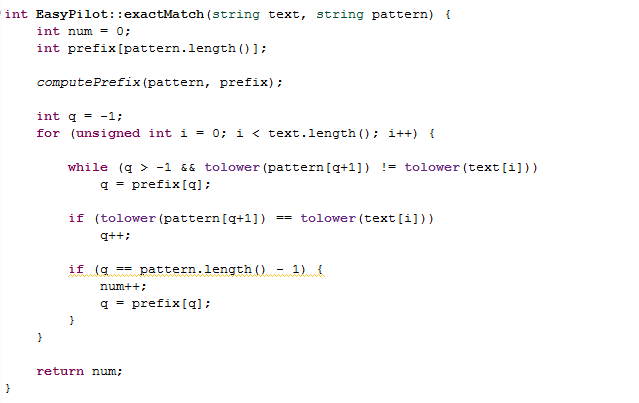 int EasyPilot::exactMatch(string text, string pattern) {
    int num = 0;
    int prefix[pattern.length()];

    computePrefix(pattern, prefix);

    int q = -1;
    for (unsigned int i = 0; i < text.length(); i++) {

        while (q > -1 && tolower(pattern[q+1]) != tolower(text[i]))
            q = prefix[q];

        if (tolower(pattern[q+1]) == tolower(text[i]))
            q++;

        if (q == pattern.length() - 1) {
            num++;
            q = prefix[q];
        }
    }

    return num;
}